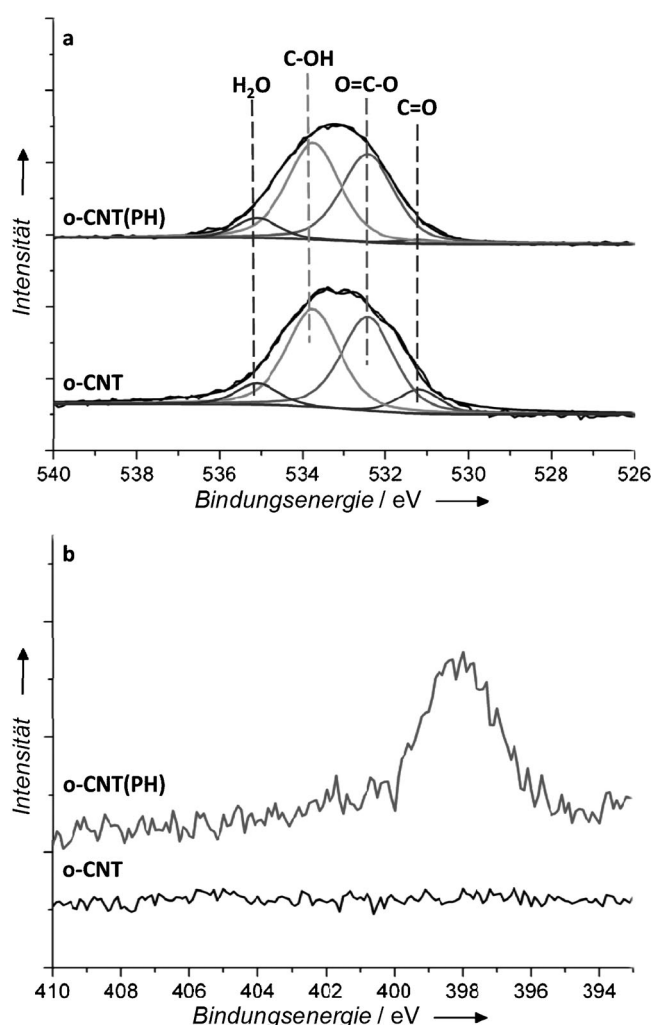 a
C-OH
H₂O
O=C-O
C=O
Intensität
o-CNT(PH)
o-CNT
540 538 536 534 532 530 528 526
Bindungsenergie / eV
b
Intensität
o-CNT(PH)
o-CNT
410 408 406 404 402 400 398 396 394
Bindungsenergie / eV